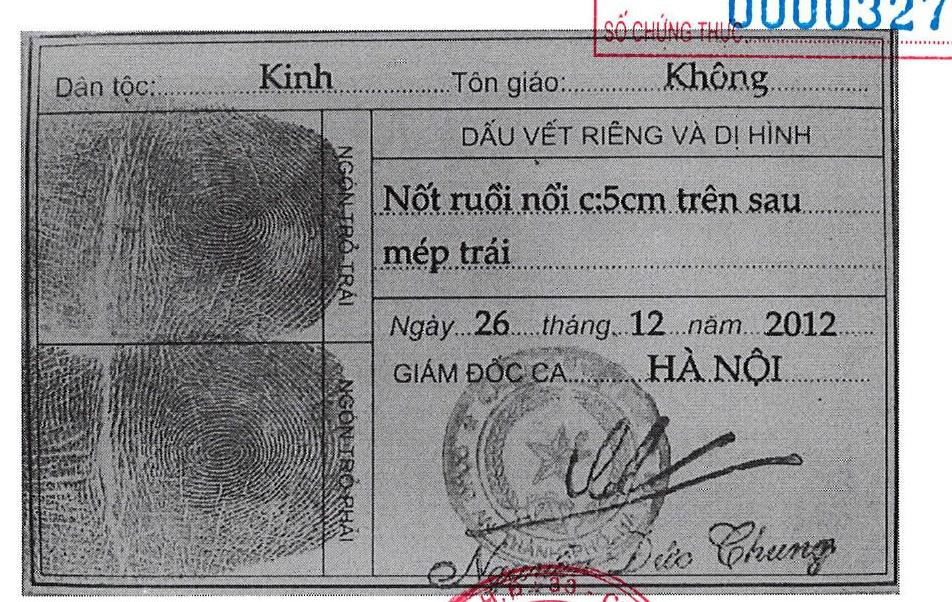 0000327
SỐ CHỨNG THỰC
Dân tộc: Kinh Tôn giáo: Không
DẤU VẾT RIÊNG VÀ DỊ HÌNH
NGÓN TRỎ TRÁI
Nốt ruồi nổi c:5cm trên sau
mép trái
Ngày 26 tháng 12 năm 2012
GIÁM ĐỐC CA HÀ NỘI
NGÓN TRỎ PHẢI
Nguyễn Đức Chung